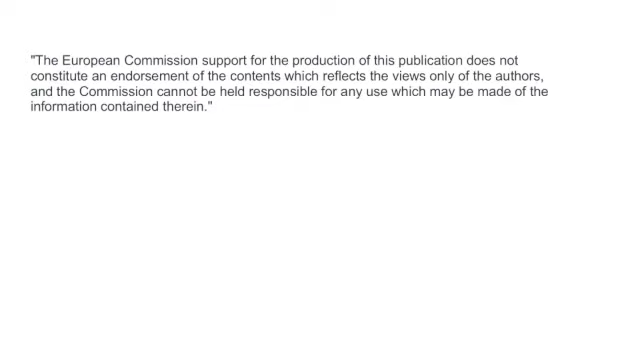 "The European Commission support for the production of this publication does not
constitute an endorsement of the contents which reflects the views only of the authors,
and the Commission cannot be held responsible for any use which may be made of the
information contained therein."